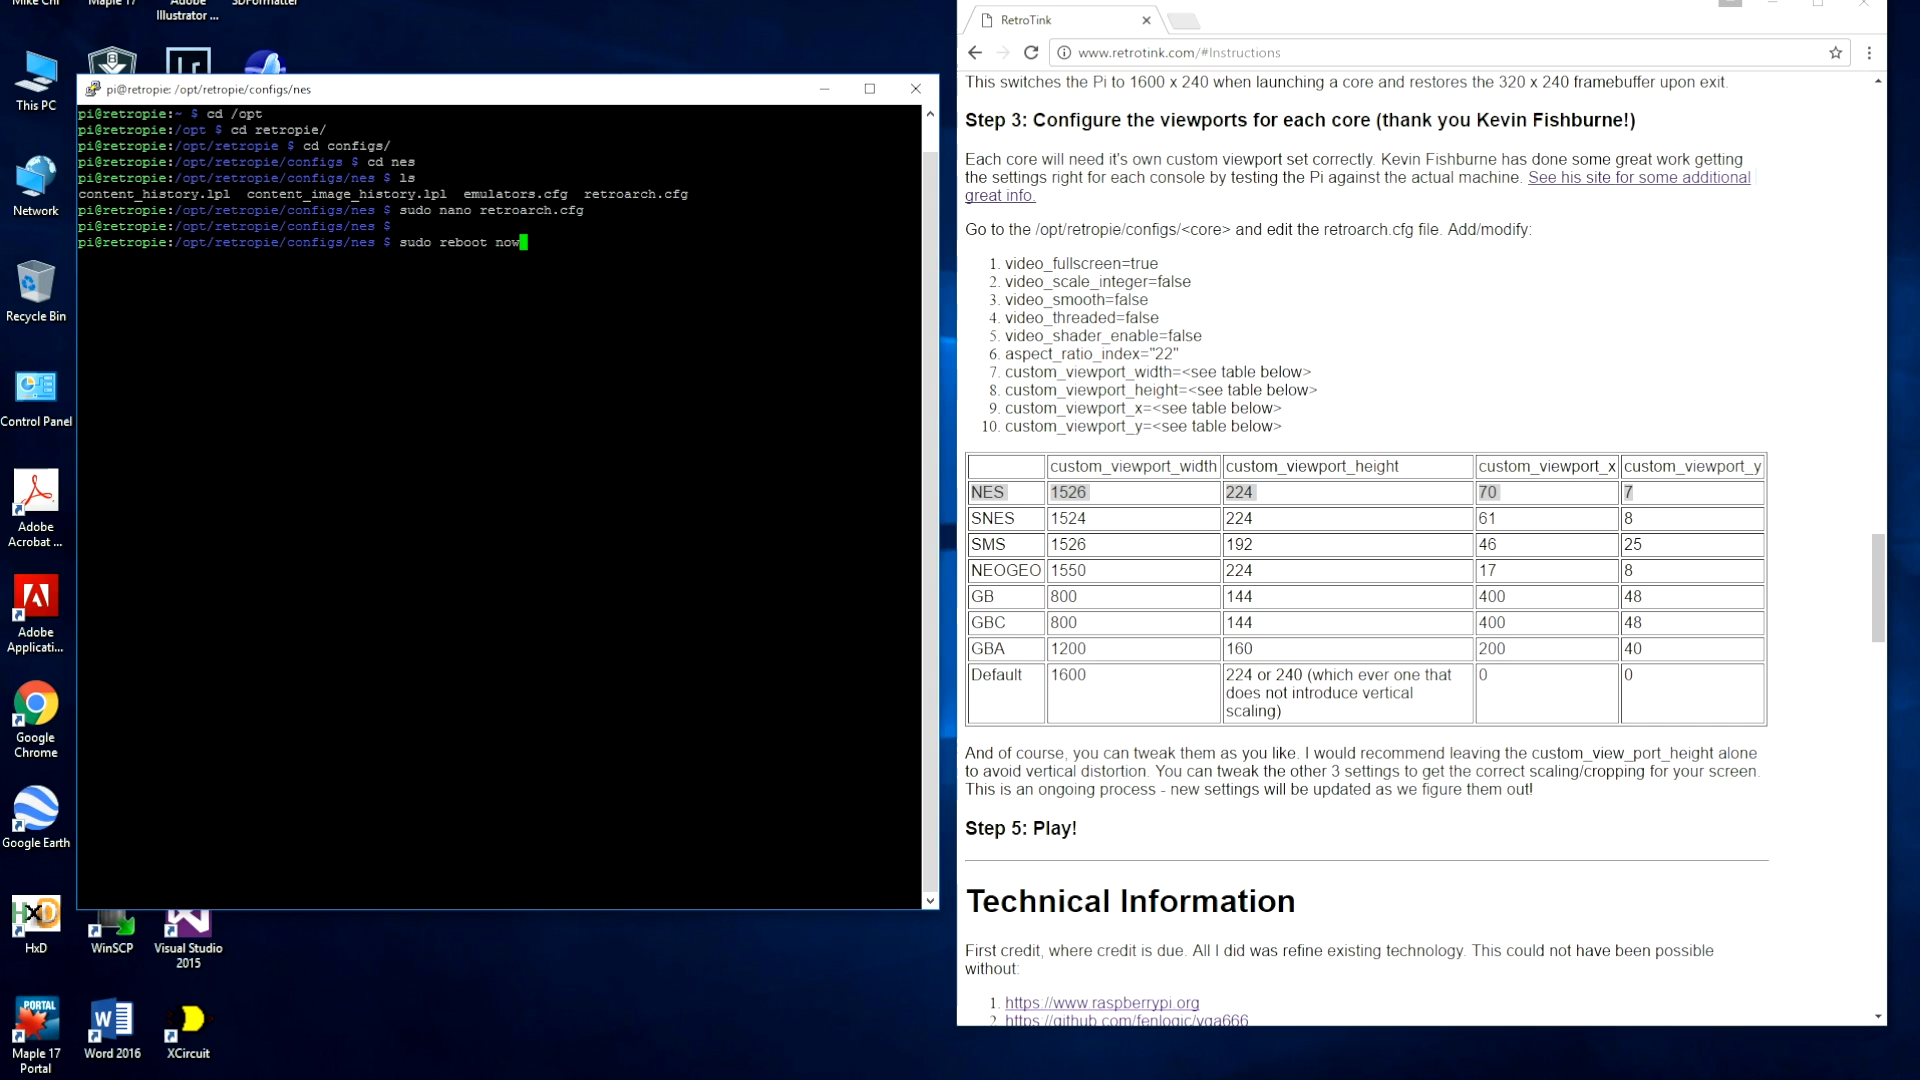 Mike Chi
Maple 17
Adobe
Illustrator ...
SDFormatter
This PC
Network
Recycle Bin
Control Panel
Adobe
Acrobat ...
Adobe
Applicati...
Google
Chrome
Google Earth
HxD
WinSCP
Visual Studio
2015
PORTAL
Maple 17
Portal
Word 2016
XCircuit
pi@retropie: /opt/retropie/configs/nes
pi@retropie:~ $ cd /opt
pi@retropie:/opt $ cd retropie/
pi@retropie:/opt/retropie $ cd configs/
pi@retropie:/opt/retropie/configs $ cd nes
pi@retropie:/opt/retropie/configs/nes $ ls
content_history.lpl  content_image_history.lpl  emulators.cfg  retroarch.cfg
pi@retropie:/opt/retropie/configs/nes $ sudo nano retroarch.cfg
pi@retropie:/opt/retropie/configs/nes $
pi@retropie:/opt/retropie/configs/nes $ sudo reboot now
RetroTink
www.retrotink.com/#Instructions
This switches the Pi to 1600 x 240 when launching a core and restores the 320 x 240 framebuffer upon exit.
Step 3: Configure the viewports for each core (thank you Kevin Fishburne!)
Each core will need it's own custom viewport set correctly. Kevin Fishburne has done some great work getting
the settings right for each console by testing the Pi against the actual machine. See his site for some additional
great info.
Go to the /opt/retropie/configs/<core> and edit the retroarch.cfg file. Add/modify:
1. video_fullscreen=true
2. video_scale_integer=false
3. video_smooth=false
4. video_threaded=false
5. video_shader_enable=false
6. aspect_ratio_index="22"
7. custom_viewport_width=<see table below>
8. custom_viewport_height=<see table below>
9. custom_viewport_x=<see table below>
10. custom_viewport_y=<see table below>
custom_viewport_width custom_viewport_height custom_viewport_x custom_viewport_y
NES 1526 224 70 7
SNES 1524 224 61 8
SMS 1526 192 46 25
NEOGEO 1550 224 17 8
GB 800 144 400 48
GBC 800 144 400 48
GBA 1200 160 200 40
Default 1600 224 or 240 (which ever one that 0 0
does not introduce vertical
scaling)
And of course, you can tweak them as you like. I would recommend leaving the custom_view_port_height alone
to avoid vertical distortion. You can tweak the other 3 settings to get the correct scaling/cropping for your screen.
This is an ongoing process - new settings will be updated as we figure them out!
Step 5: Play!
Technical Information
First credit, where credit is due. All I did was refine existing technology. This could not have been possible
without:
1. https://www.raspberrypi.org
2. https://github.com/fenlogic/vga666